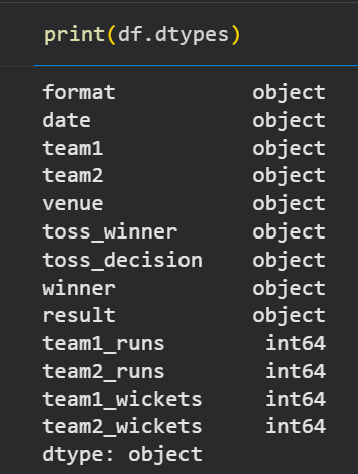 print(df.dtypes)
format object
date object
team1 object
team2 object
venue object
toss_winner object
toss_decision object
winner object
result object
team1_runs int64
team2_runs int64
team1_wickets int64
team2_wickets int64
dtype: object